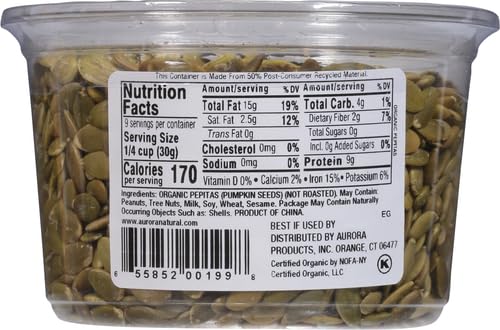 This Container is Made From 50% Post-Consumer Recycled Material.
Nutrition
Facts
9 servings per container
Serving Size
1/4 cup (30g)
Calories 170
per serving
Amount/serving % DV
Total Fat 15g 19%
Sat. Fat 2.5g 12%
Trans Fat 0g
Cholesterol 0mg 0%
Sodium 0mg 0%
Amount/serving % DV
Total Carb. 4g 1%
Dietary Fiber 2g 7%
Total Sugars 0g
Incl. 0g Added Sugars 0%
Protein 9g
Vitamin D 0% • Calcium 2% • Iron 15% • Potassium 6%
ORGANIC PEPITAS
Ingredients: ORGANIC PEPITAS (PUMPKIN SEEDS) (NOT ROASTED). May Contain:
Peanuts, Tree Nuts, Milk, Soy, Wheat, Sesame. Package May Contain Naturally
Occurring Objects Such as: Shells. PRODUCT OF CHINA.
EG
www.auroranatural.com
6 55852 00199 8
BEST IF USED BY
DISTRIBUTED BY AURORA
PRODUCTS, INC. ORANGE, CT 06477
Certified Organic by NOFA-NY
Certified Organic, LLC